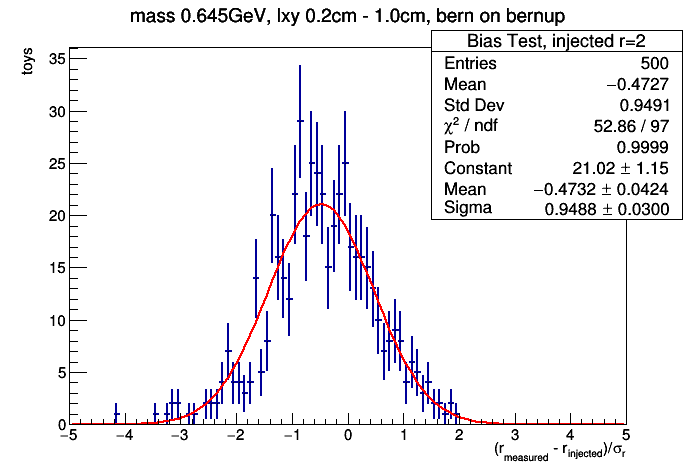 mass 0.645GeV, lxy 0.2cm - 1.0cm, bern on bernup
Bias Test, injected r=2
Entries 500
Mean −0.4727
Std Dev 0.9491
χ² / ndf 52.86 / 97
Prob 0.9999
Constant 21.02 ± 1.15
Mean −0.4732 ± 0.0424
Sigma 0.9488 ± 0.0300
toys
35
30
25
20
15
10
5
0
−5 −4 −3 −2 −1 0 1 2 3 4 5
(r_measured - r_injected)/σ_r